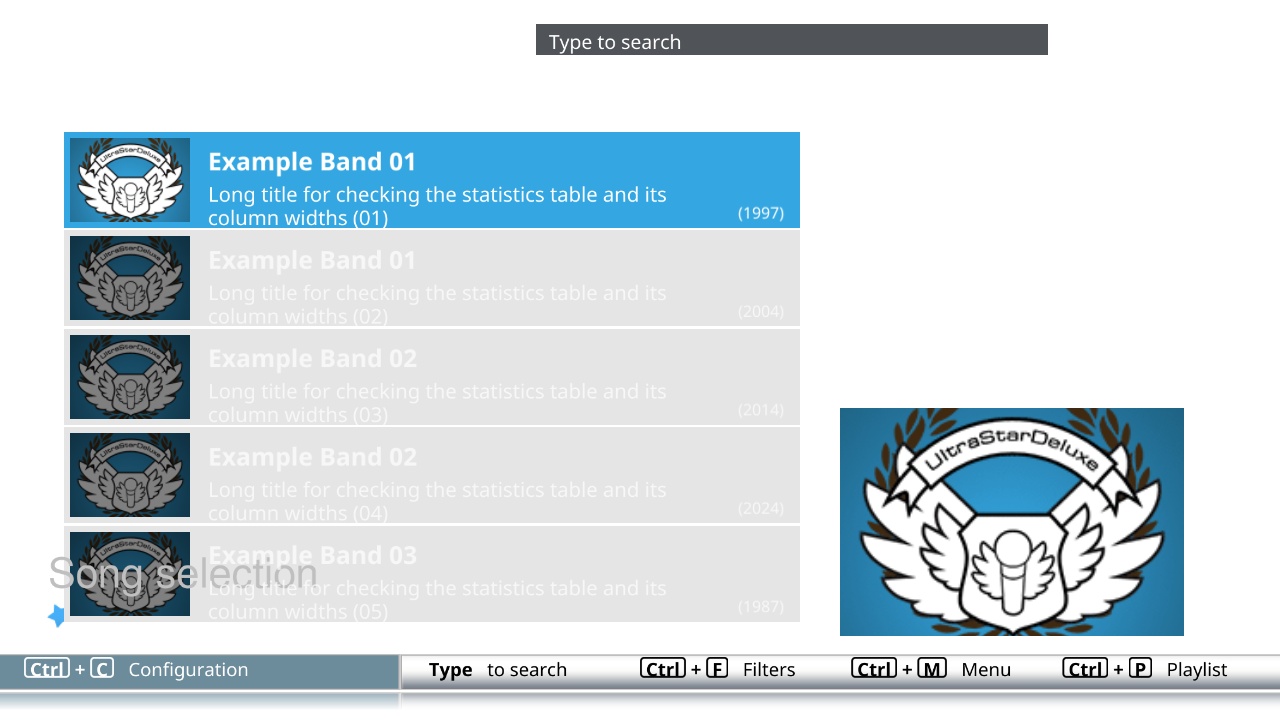 Type to search
UltraStarDeluxe
Example Band 01
Long title for checking the statistics table and its
column widths (01)
(1997)
UltraStarDeluxe
Example Band 01
Long title for checking the statistics table and its
column widths (02)
(2004)
UltraStarDeluxe
Example Band 02
Long title for checking the statistics table and its
column widths (03)
(2014)
UltraStarDeluxe
Example Band 02
Long title for checking the statistics table and its
column widths (04)
(2024)
UltraStarDeluxe
Example Band 03
Long title for checking the statistics table and its
column widths (05)
(1987)
Song selection
UltraStarDeluxe
Ctrl + C Configuration
Type to search
Ctrl + F Filters
Ctrl + M Menu
Ctrl + P Playlist